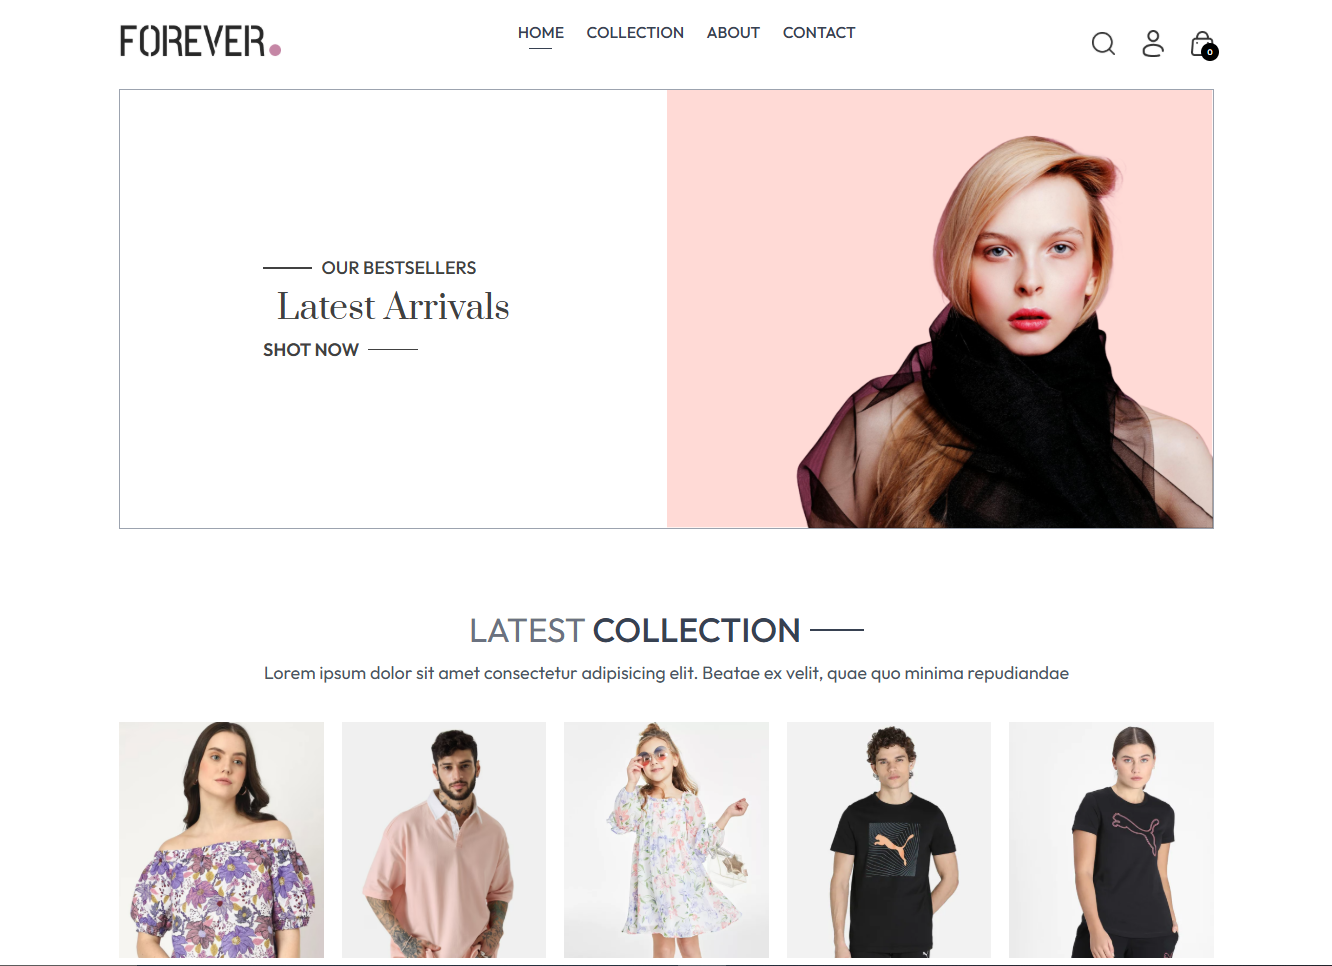 FOREVER.
HOME COLLECTION ABOUT CONTACT
0
OUR BESTSELLERS
Latest Arrivals
SHOT NOW
LATEST COLLECTION
Lorem ipsum dolor sit amet consectetur adipisicing elit. Beatae ex velit, quae quo minima repudiandae